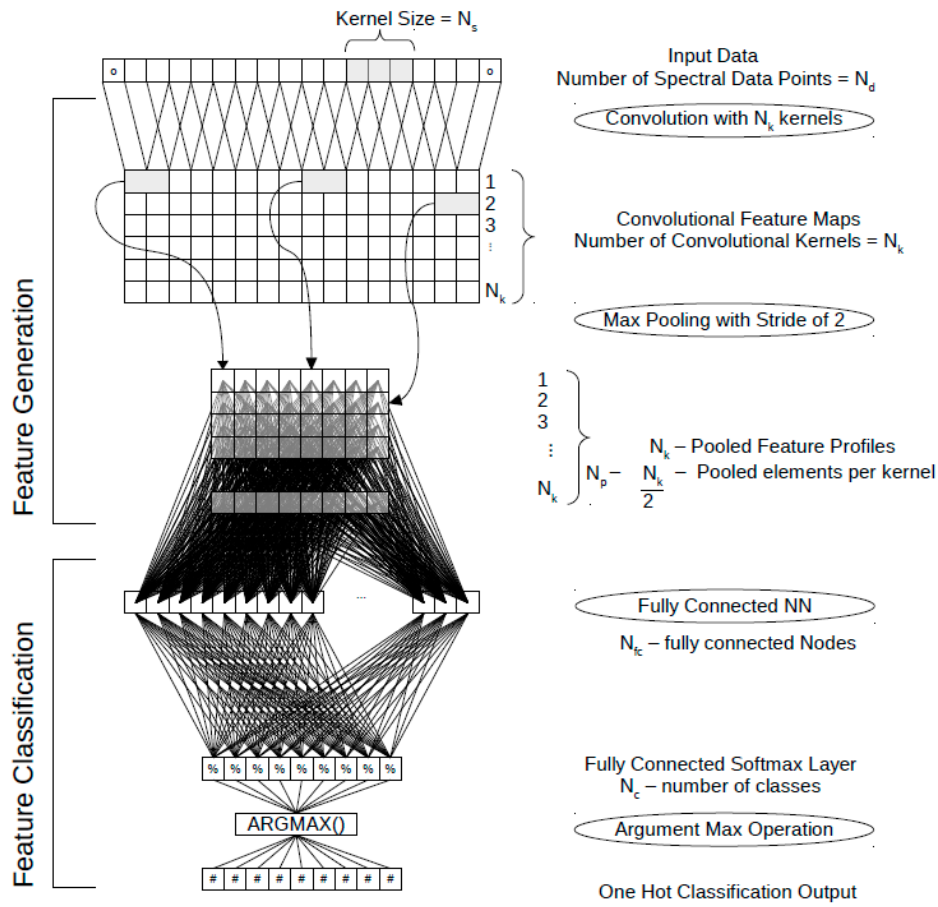 Kernel Size = Ns
Input Data
Number of Spectral Data Points = Nd
o o
Convolution with Nk kernels
1
2
3
...
Nk
Convolutional Feature Maps
Number of Convolutional Kernels = Nk
Max Pooling with Stride of 2
Feature Generation
1
2
3
...
Nk
Nk – Pooled Feature Profiles
Np – Nk – Pooled elements per kernel
2
...
Fully Connected NN
Nfc – fully connected Nodes
Feature Classification
% % % % % % % % %
Fully Connected Softmax Layer
Nc – number of classes
ARGMAX()
Argument Max Operation
# # # # # # # # #
One Hot Classification Output